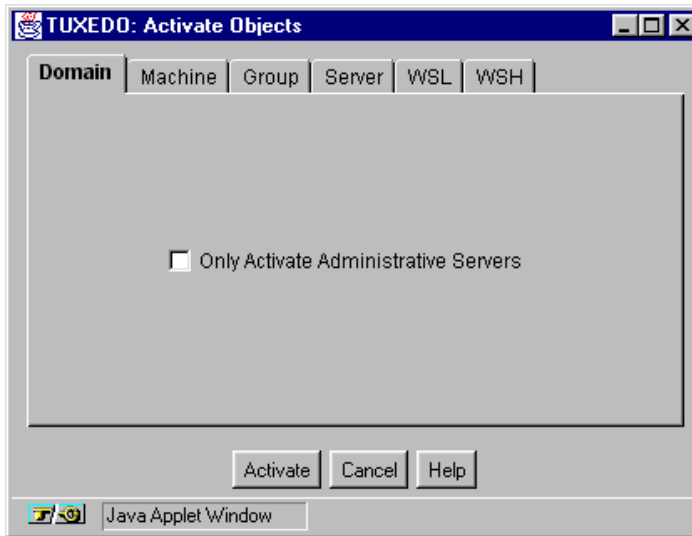 TUXEDO: Activate Objects
Domain Machine Group Server WSL WSH
Only Activate Administrative Servers
Activate Cancel Help
Java Applet Window